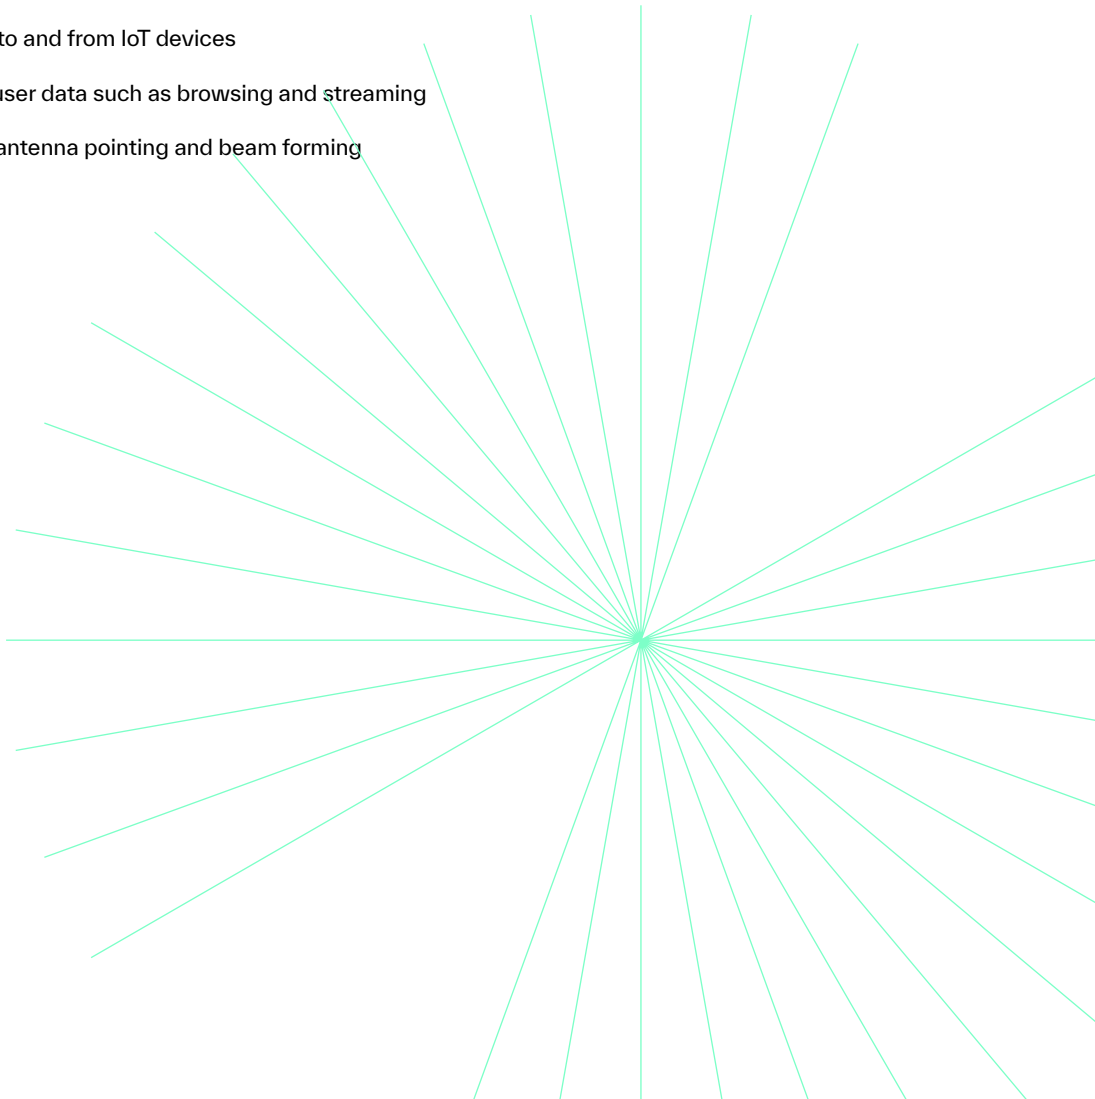 to and from IoT devices
user data such as browsing and streaming
antenna pointing and beam forming